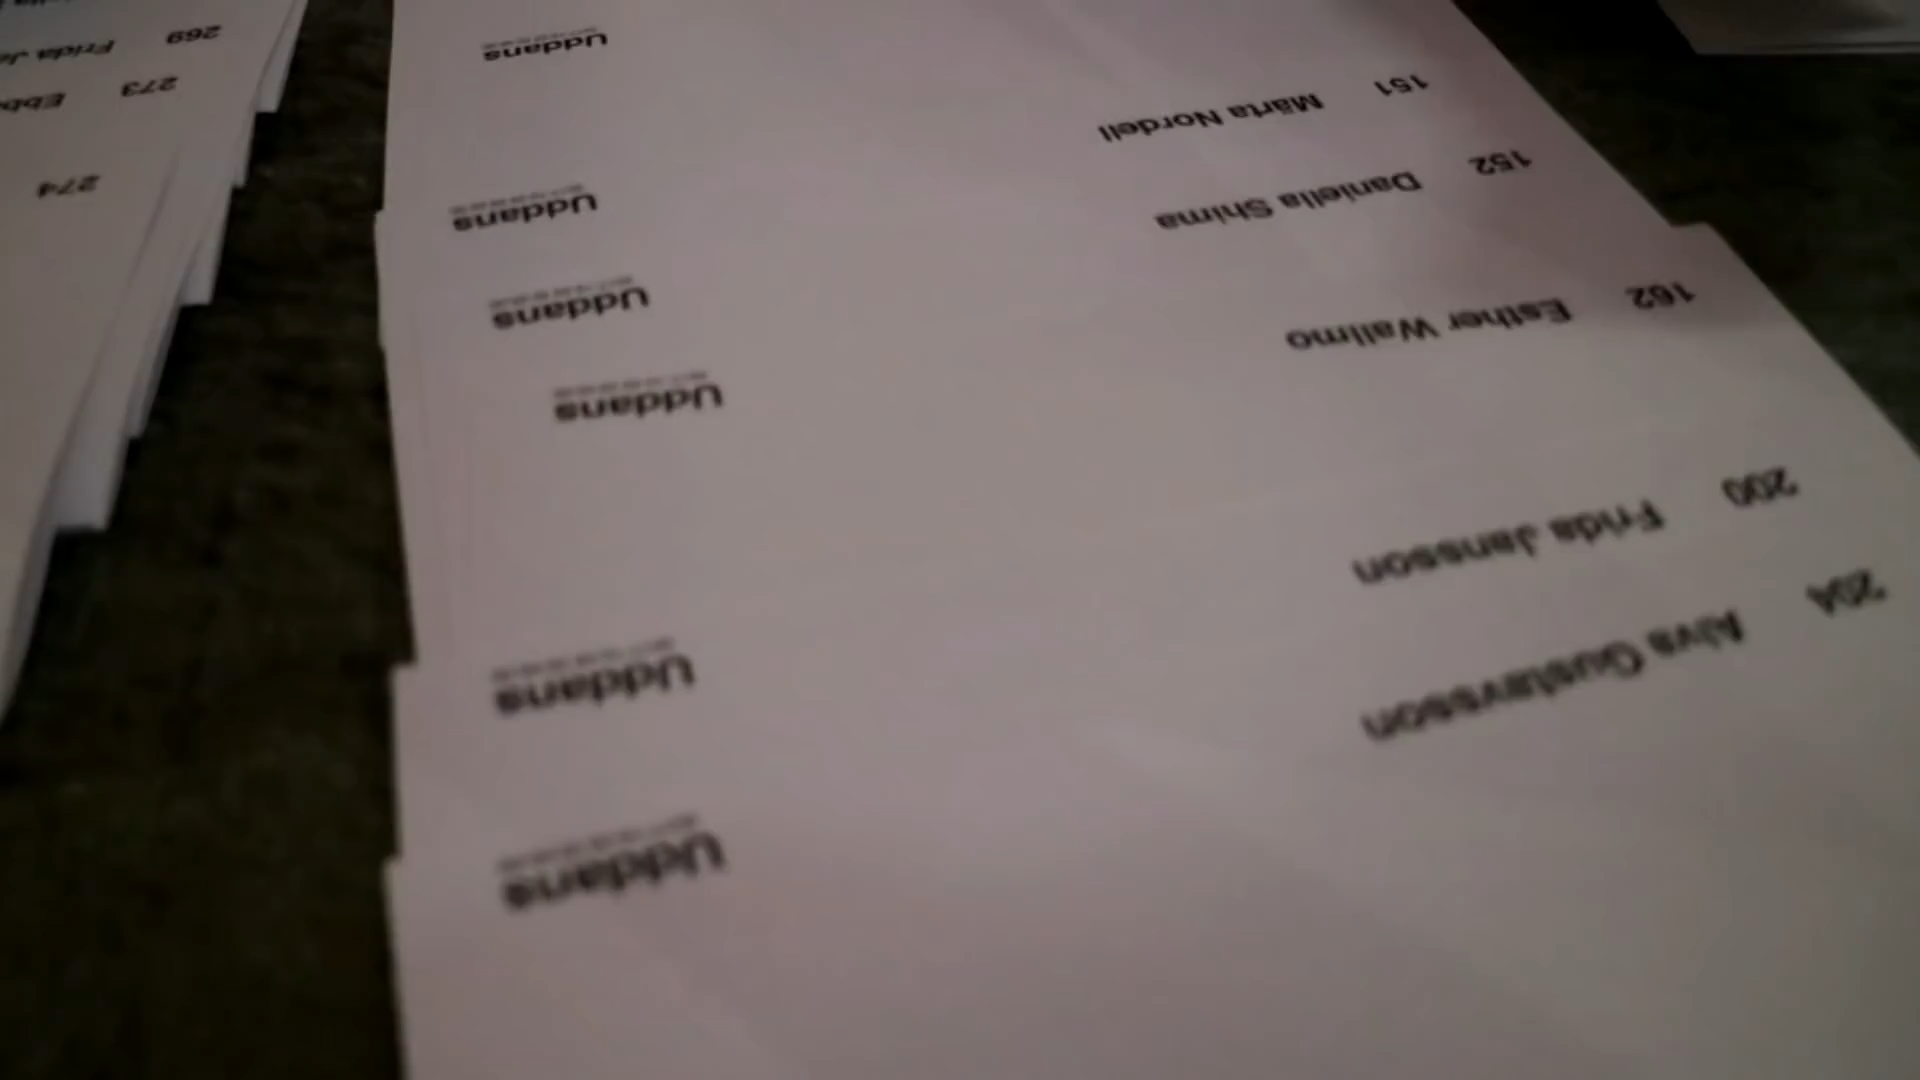 269 Frida
273
274
Uddans
151 Märta Nordell
Uddans
152 Daniella Shima
Uddans
162 Esther Wallmo
Uddans
200 Frida Jansson
Uddans
204 Alva Gustavsson
Uddans